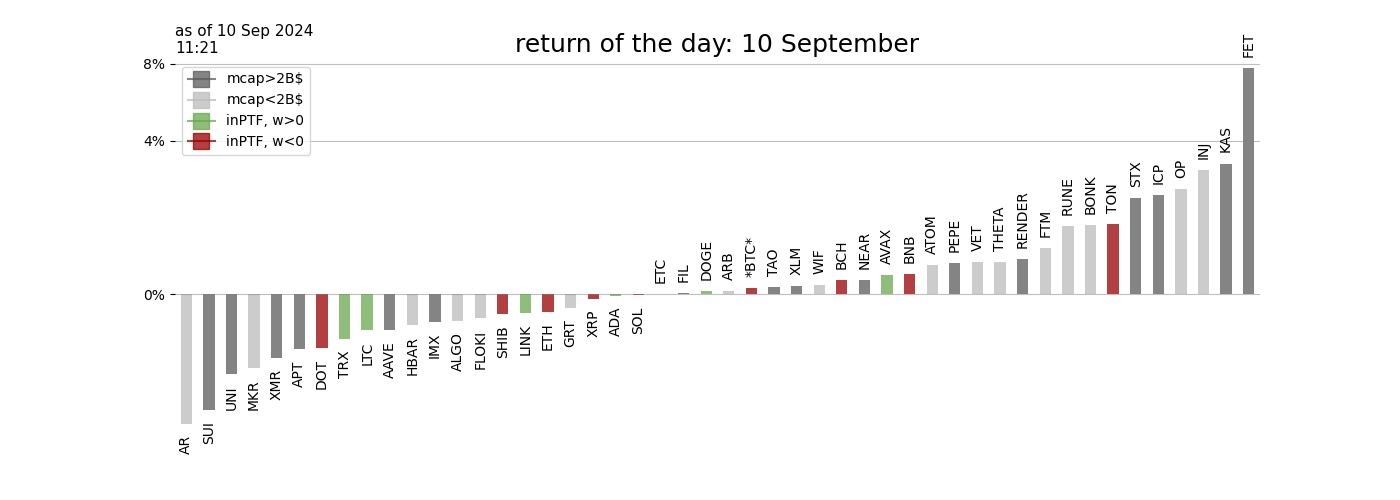 as of 10 Sep 2024
11:21
return of the day: 10 September
8%
4%
0%
mcap>2B$
mcap<2B$
inPTF, w>0
inPTF, w<0
AR
SUI
UNI
MKR
XMR
APT
DOT
TRX
LTC
AAVE
HBAR
IMX
ALGO
FLOKI
SHIB
LINK
ETH
GRT
XRP
ADA
SOL
ETC
FIL
DOGE
ARB
*BTC*
TAO
XLM
WIF
BCH
NEAR
AVAX
BNB
ATOM
PEPE
VET
THETA
RENDER
FTM
RUNE
BONK
TON
STX
ICP
OP
INJ
KAS
FET